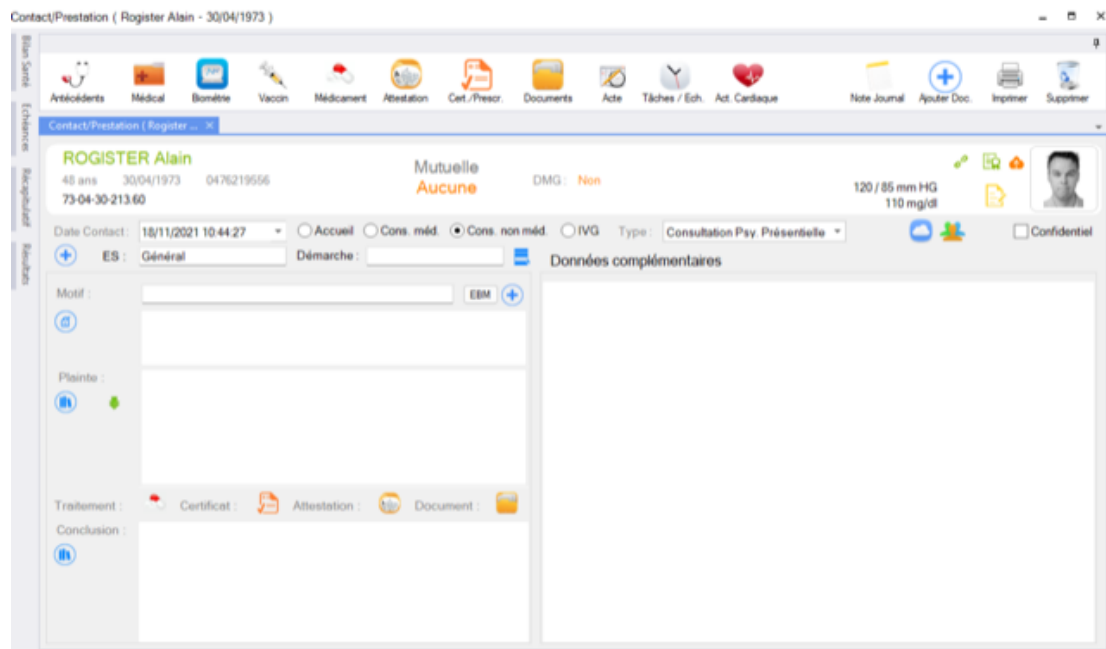 Contact/Prestation ( Rogister Alain - 30/04/1973 )
Bilan Santé
Echéances
Récapitulatif
Résultats
Antécédents Médical Biométrie Vaccin Médicament Attestation Cert./Prescr. Documents Acte Tâches / Ech. Act. Cardiaque Note Journal Ajouter Doc. Imprimer Supprimer
Contact/Prestation ( Rogister ...
ROGISTER Alain
48 ans 30/04/1973 0476219556
73-04-30-213.60
Mutuelle
Aucune
DMG : Non
120 / 85 mm HG
110 mg/dl
Date Contact : 18/11/2021 10:44:27 Accueil Cons. méd. Cons. non méd. IVG Type : Consultation Psy. Présentielle Confidentiel
ES : Général Démarche :
Données complémentaires
Motif : EBM
Plainte :
Traitement : Certificat : Attestation : Document :
Conclusion :